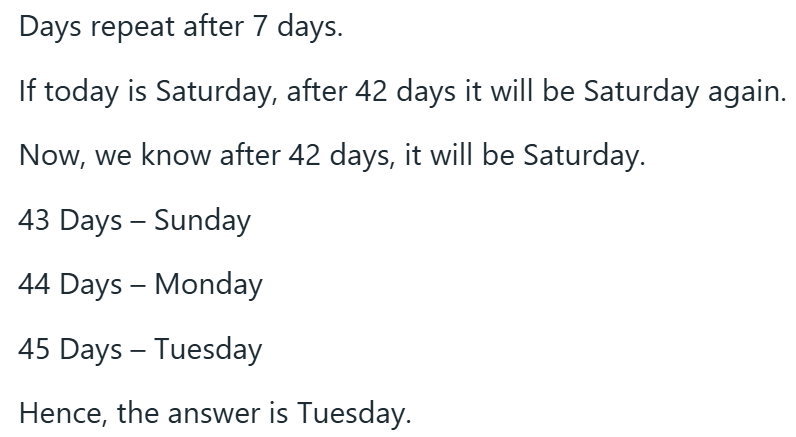 Days repeat after 7 days.
If today is Saturday, after 42 days it will be Saturday again.
Now, we know after 42 days, it will be Saturday.
43 Days – Sunday
44 Days – Monday
45 Days – Tuesday
Hence, the answer is Tuesday.